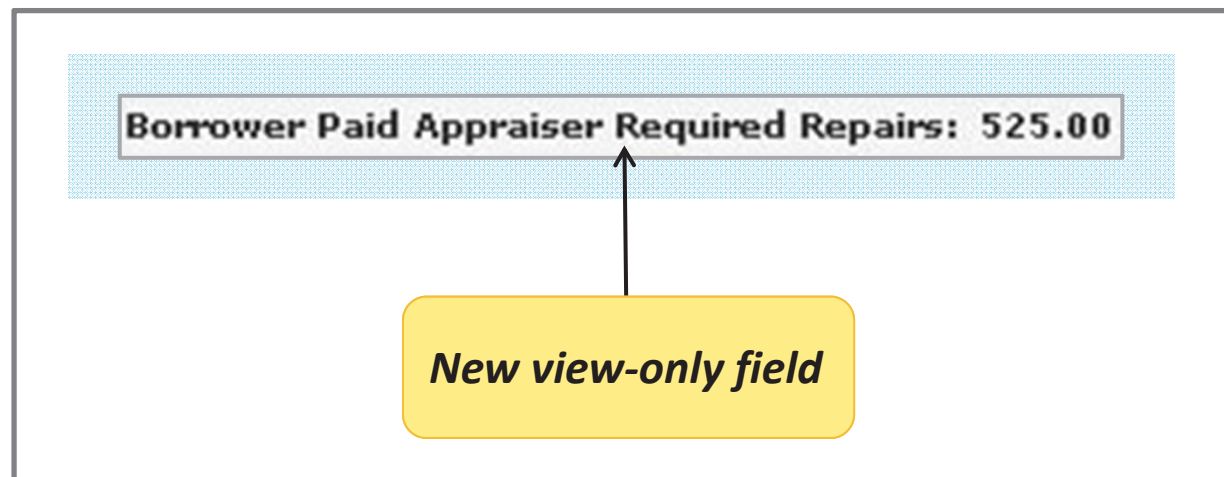 Borrower Paid Appraiser Required Repairs: 525.00
New view-only field